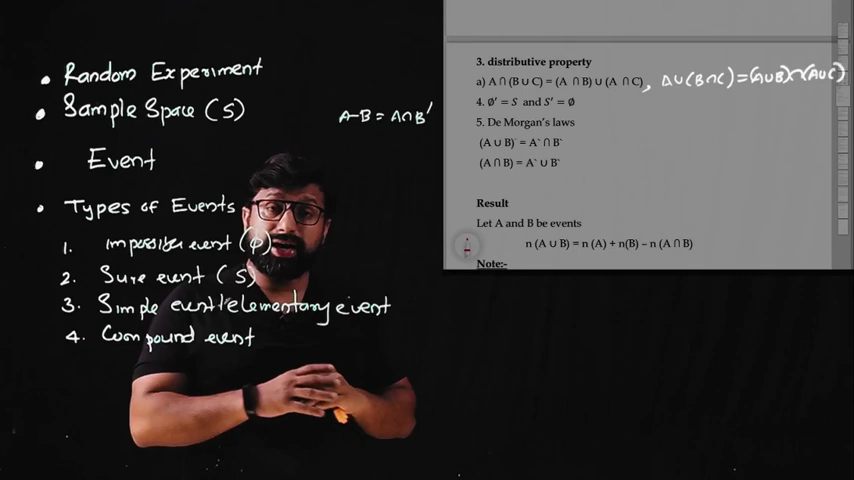 • Random Experiment
• Sample Space (S)
A-B = A∩B'
• Event
• Types of Events
1. impossible event (φ)
2. Sure event (S)
3. Simple event/elementary event
4. Compound event
3. distributive property
a) A ∩ (B ∪ C) = (A ∩ B) ∪ (A ∩ C) , A∪(B∩C)=(A∪B)∩(A∪C)
4. Ø' = S and S' = Ø
5. De Morgan's laws
(A ∪ B)` = A` ∩ B`
(A ∩ B) = A` ∪ B`
Result
Let A and B be events
n (A ∪ B) = n (A) + n(B) – n (A ∩ B)
Note:-